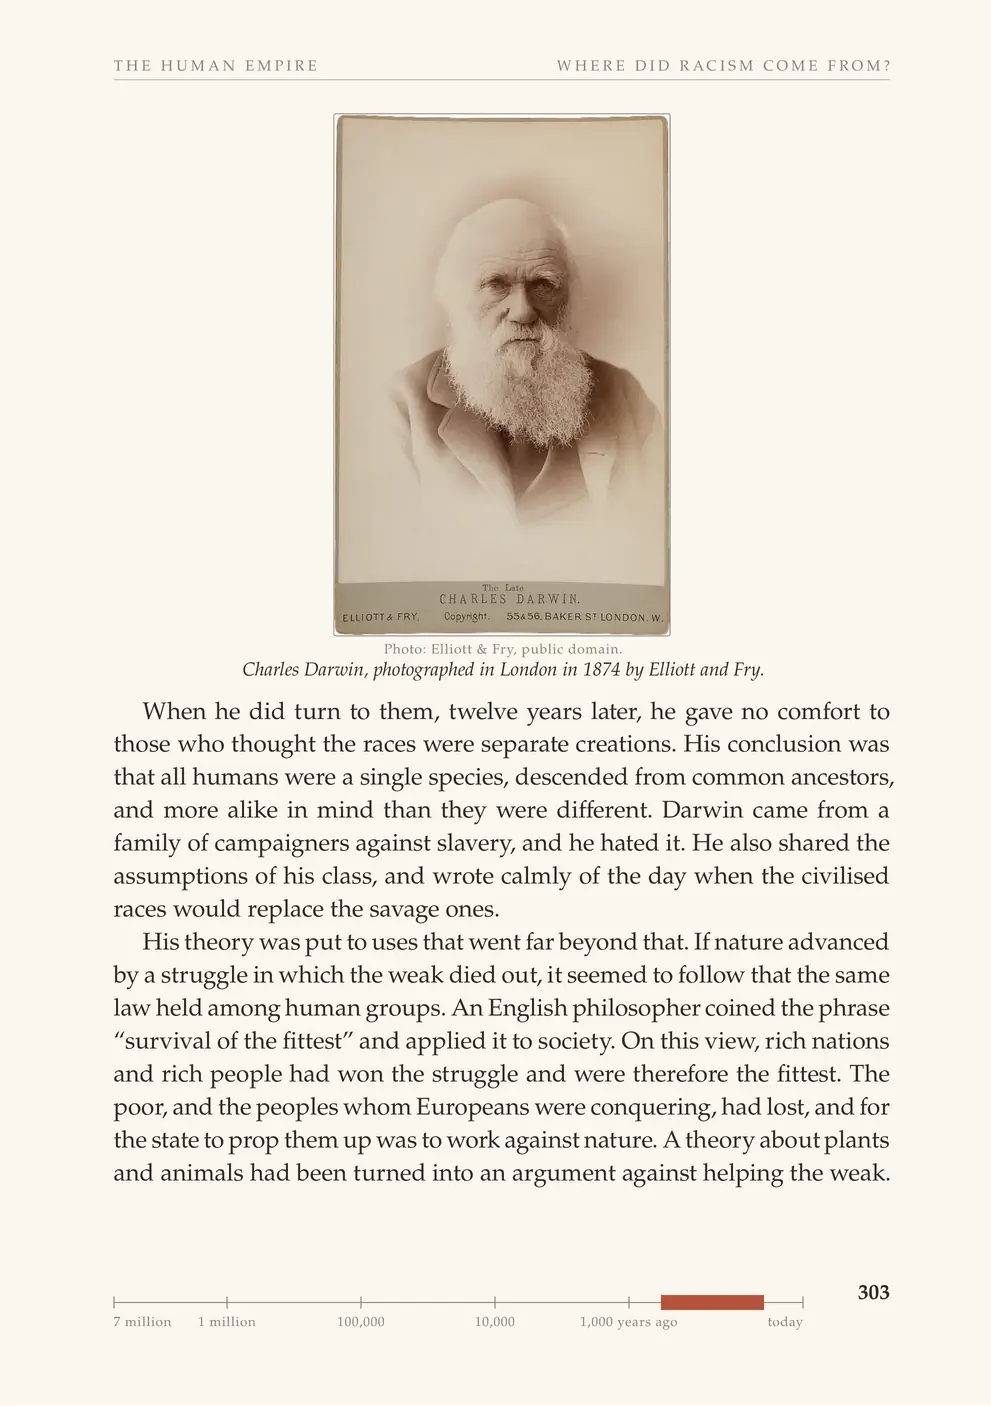 THE HUMAN EMPIRE
WHERE DID RACISM COME FROM?
The Late
CHARLES DARWIN.
ELLIOTT & FRY, Copyright. 55&56, BAKER ST LONDON. W.
Photo: Elliott & Fry, public domain.
Charles Darwin, photographed in London in 1874 by Elliott and Fry.
When he did turn to them, twelve years later, he gave no comfort to
those who thought the races were separate creations. His conclusion was
that all humans were a single species, descended from common ancestors,
and more alike in mind than they were different. Darwin came from a
family of campaigners against slavery, and he hated it. He also shared the
assumptions of his class, and wrote calmly of the day when the civilised
races would replace the savage ones.
His theory was put to uses that went far beyond that. If nature advanced
by a struggle in which the weak died out, it seemed to follow that the same
law held among human groups. An English philosopher coined the phrase
“survival of the fittest” and applied it to society. On this view, rich nations
and rich people had won the struggle and were therefore the fittest. The
poor, and the peoples whom Europeans were conquering, had lost, and for
the state to prop them up was to work against nature. A theory about plants
and animals had been turned into an argument against helping the weak.
303
7 million 1 million 100,000 10,000 1,000 years ago today